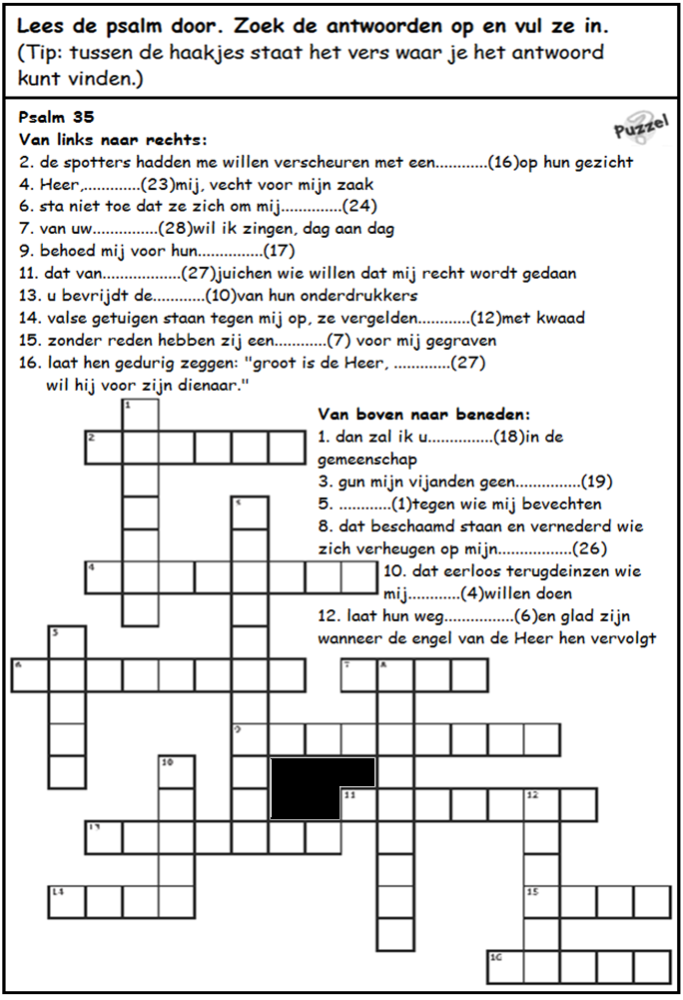 Lees de psalm door. Zoek de antwoorden op en vul ze in.
(Tip: tussen de haakjes staat het vers waar je het antwoord
kunt vinden.)
Psalm 35
Puzzel
Van links naar rechts:
2. de spotters hadden me willen verscheuren met een............(16)op hun gezicht
4. Heer,.............(23)mij, vecht voor mijn zaak
6. sta niet toe dat ze zich om mij..............(24)
7. van uw...............(28)wil ik zingen, dag aan dag
9. behoed mij voor hun...............(17)
11. dat van..................(27)juichen wie willen dat mij recht wordt gedaan
13. u bevrijdt de............(10)van hun onderdrukkers
14. valse getuigen staan tegen mij op, ze vergelden............(12)met kwaad
15. zonder reden hebben zij een............(7) voor mij gegraven
16. laat hen gedurig zeggen: "groot is de Heer, .............(27)
wil hij voor zijn dienaar."
Van boven naar beneden:
1. dan zal ik u...............(18)in de
gemeenschap
3. gun mijn vijanden geen...............(19)
5. ............(1)tegen wie mij bevechten
8. dat beschaamd staan en vernederd wie
zich verheugen op mijn.................(26)
10. dat eerloos terugdeinzen wie
mij............(4)willen doen
12. laat hun weg................(6)en glad zijn
wanneer de engel van de Heer hen vervolgt
1
2
4
5
6
7
8
9
10
11
12
13
14
15
16